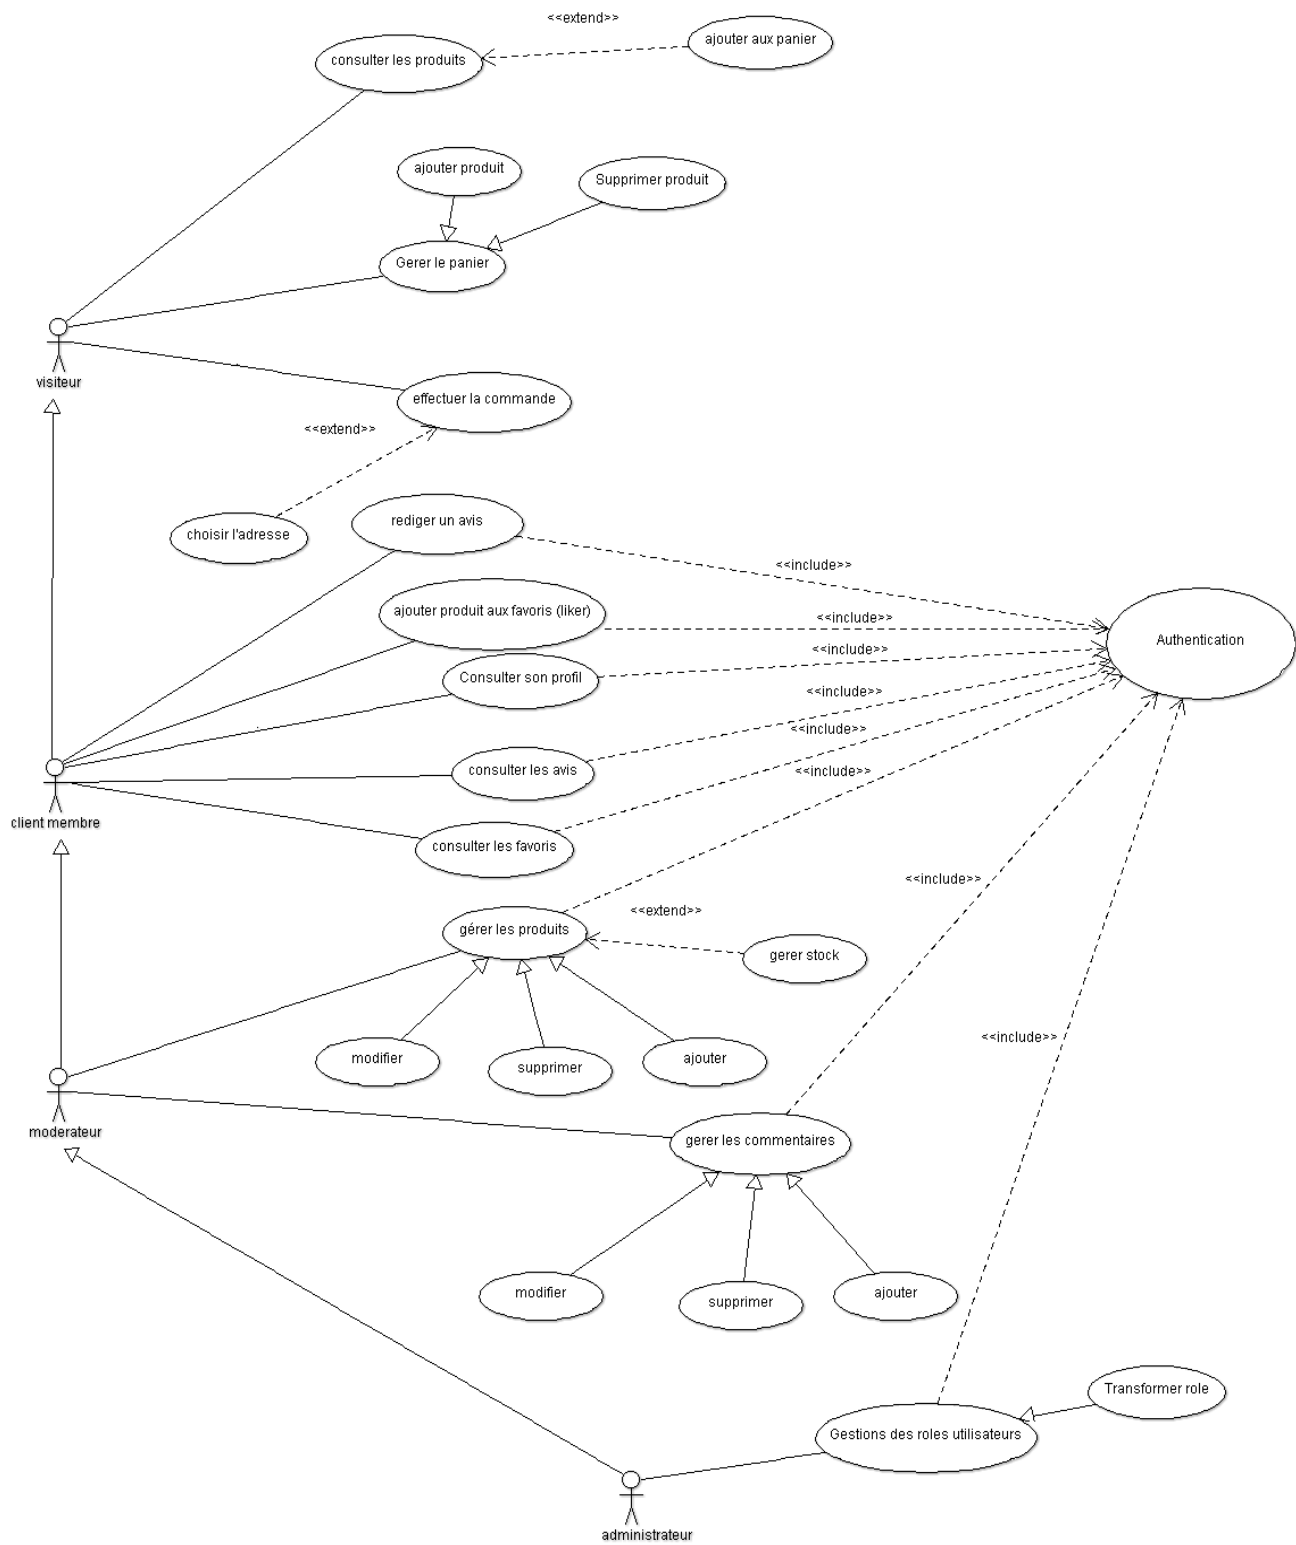 <<extend>>
ajouter aux panier
consulter les produits
ajouter produit
Supprimer produit
Gerer le panier
visiteur
effectuer la commande
<<extend>>
choisir l'adresse
rediger un avis
<<include>>
ajouter produit aux favoris (liker)
<<include>>
Authentication
<<include>>
Consulter son profil
<<include>>
<<include>>
consulter les avis
<<include>>
client membre
consulter les favoris
<<include>>
<<extend>>
gérer les produits
gerer stock
<<include>>
modifier
supprimer
ajouter
moderateur
gerer les commentaires
modifier
supprimer
ajouter
Transformer role
Gestions des roles utilisateurs
administrateur